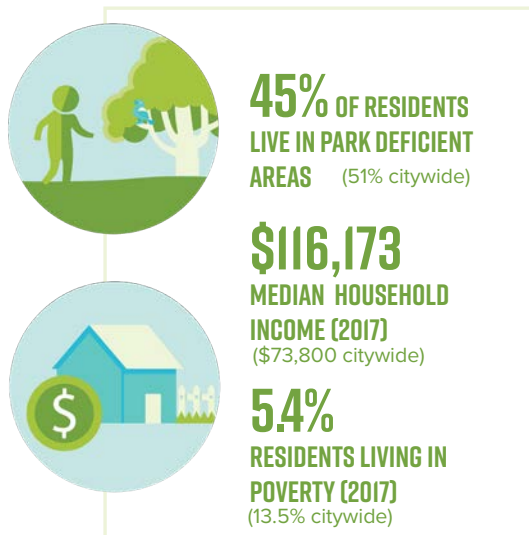 45% OF RESIDENTS
LIVE IN PARK DEFICIENT
AREAS (51% citywide)
$116,173
MEDIAN HOUSEHOLD
INCOME (2017)
($73,800 citywide)
$
5.4%
RESIDENTS LIVING IN
POVERTY (2017)
(13.5% citywide)